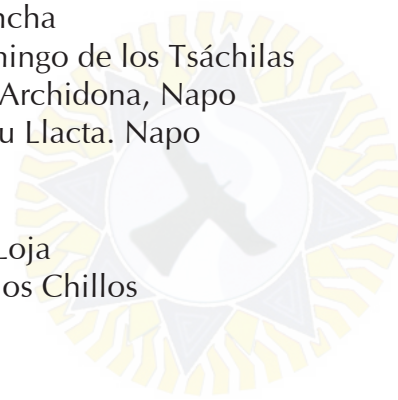 ncha
ningo de los Tsáchilas
Archidona, Napo
u Llacta. Napo
Loja
os Chillos